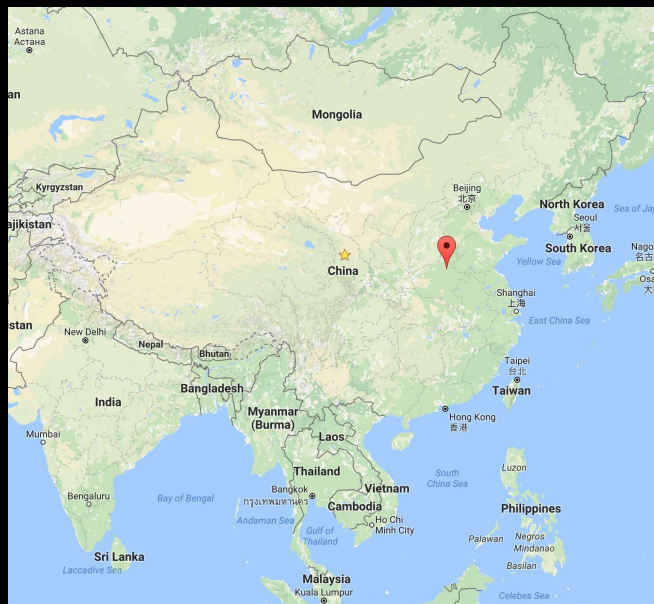 Astana
Астана
an
Mongolia
Kyrgyzstan
ajikistan
Beijing
北京
North Korea
Sea of Jap
Seoul
서울
South Korea
Nago
名古
Yellow Sea
Osa
大
China
Shanghai
上海
East China Sea
stan
New Delhi
Nepal
Bhutan
Taipei
台北
Taiwan
Bangladesh
India
Myanmar
(Burma)
Hong Kong
香港
Mumbai
Laos
Thailand
Luzon
South
China Sea
Bengaluru
Bay of Bengal
Bangkok
กรุงเทพมหานคร
Vietnam
Cambodia
Philippines
Andaman Sea
Gulf of
Thailand
Ho Chi
Minh City
Palawan
Negros
Mindanao
Sri Lanka
Laccadive Sea
Basilan
Malaysia
Kuala Lumpur
Celebes Sea